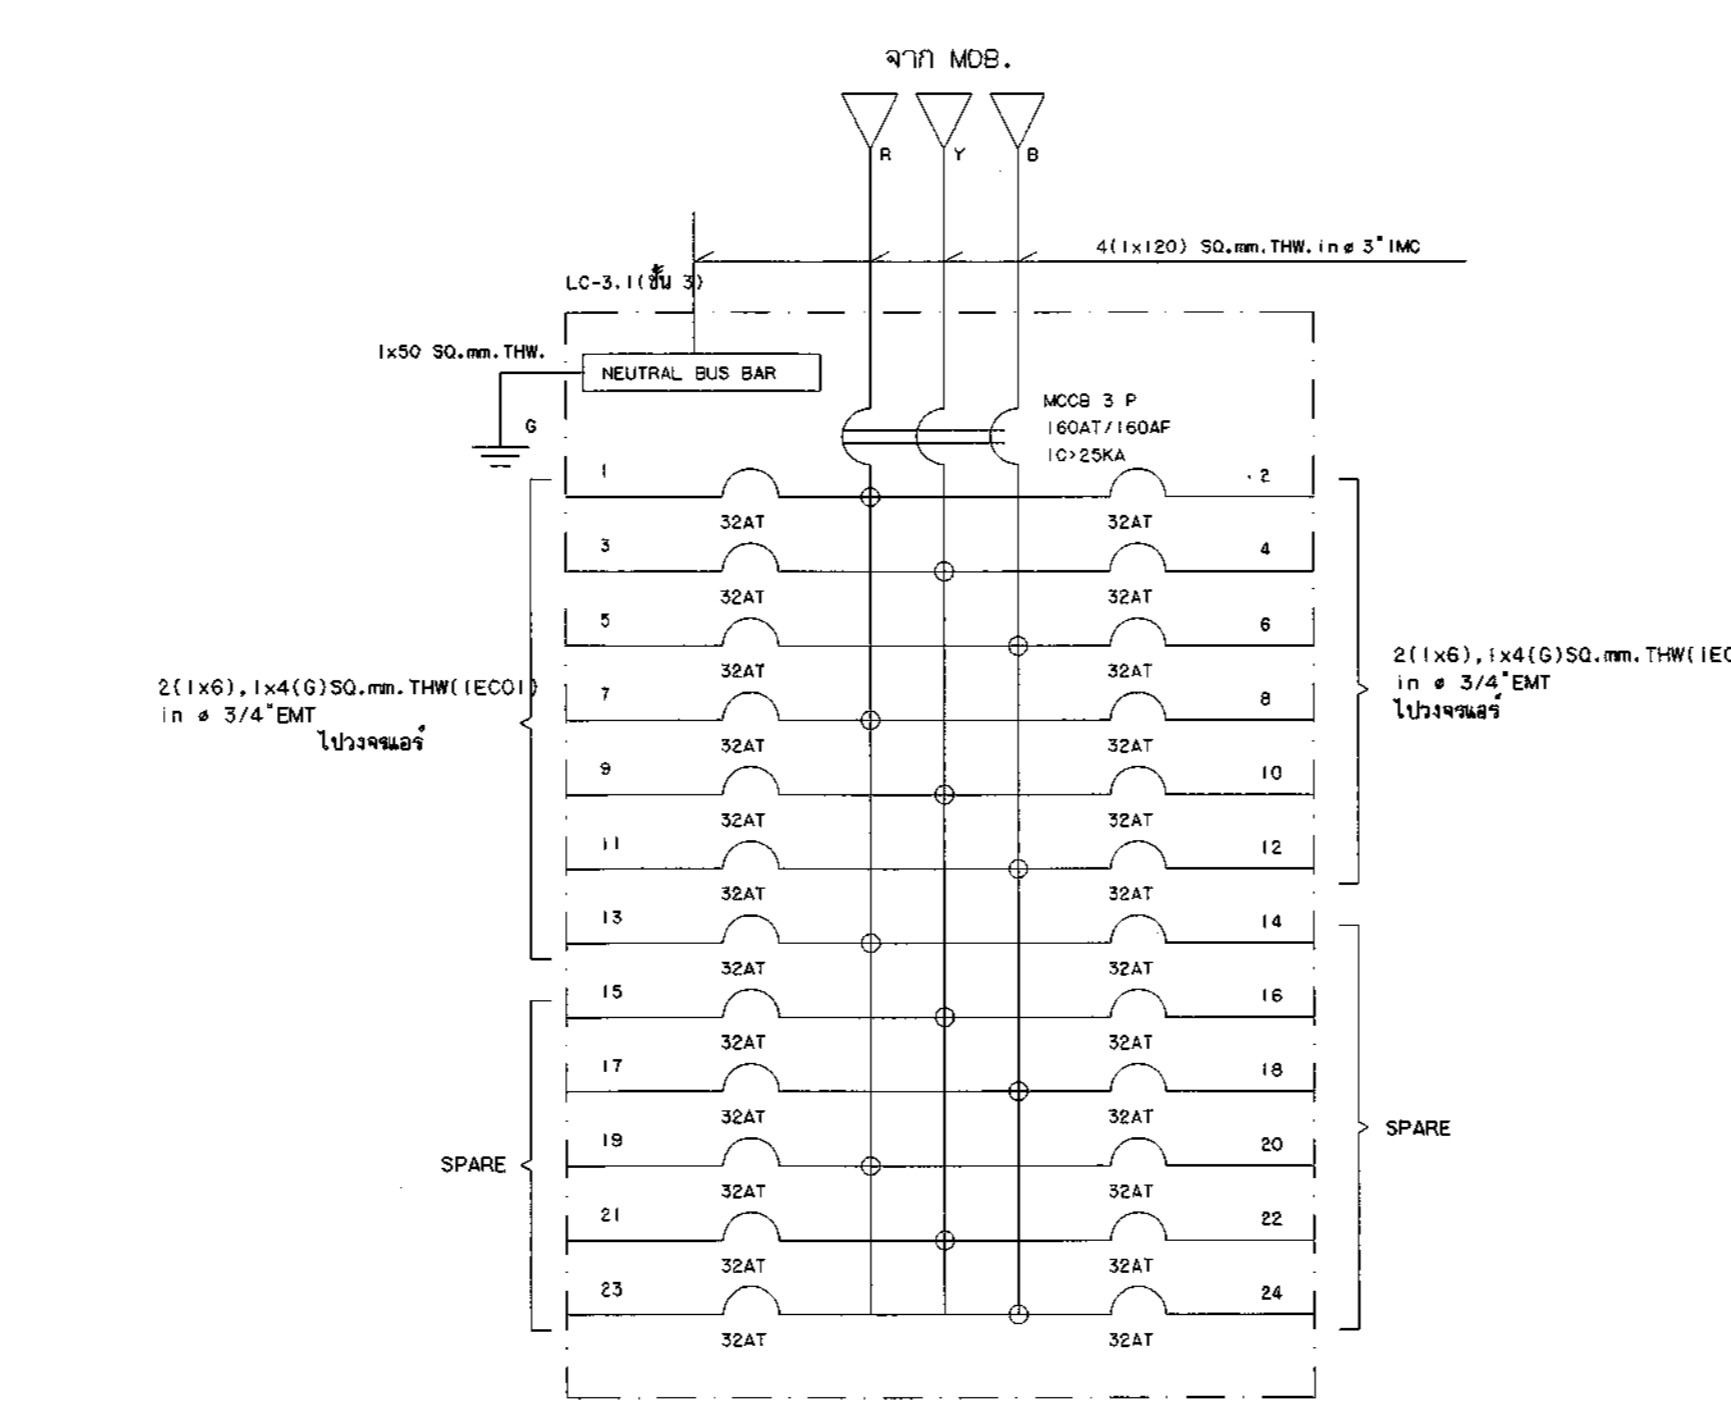 จาก MDB.
R Y B
4(1x120) SQ.mm.THW.in ø 3"IMC
LC-3.1(ชั้น 3)
1x50 SQ.mm.THW.
NEUTRAL BUS BAR
G
MCCB 3 P
160AT/160AF
IC>25KA
1 2
32AT 32AT
3 4
32AT 32AT
5 6
32AT 32AT
2(1x6),1x4(G)SQ.mm.THW(IEC01)
in ø 3/4"EMT
ไปวงจรแอร์
2(1x6),1x4(G)SQ.mm.THW(IEC
in ø 3/4"EMT
ไปวงจรแอร์
7 8
32AT 32AT
9 10
32AT 32AT
11 12
32AT 32AT
13 14
32AT 32AT
15 16
32AT 32AT
17 18
32AT 32AT
SPARE
19 20
32AT 32AT
SPARE
21 22
32AT 32AT
23 24
32AT 32AT